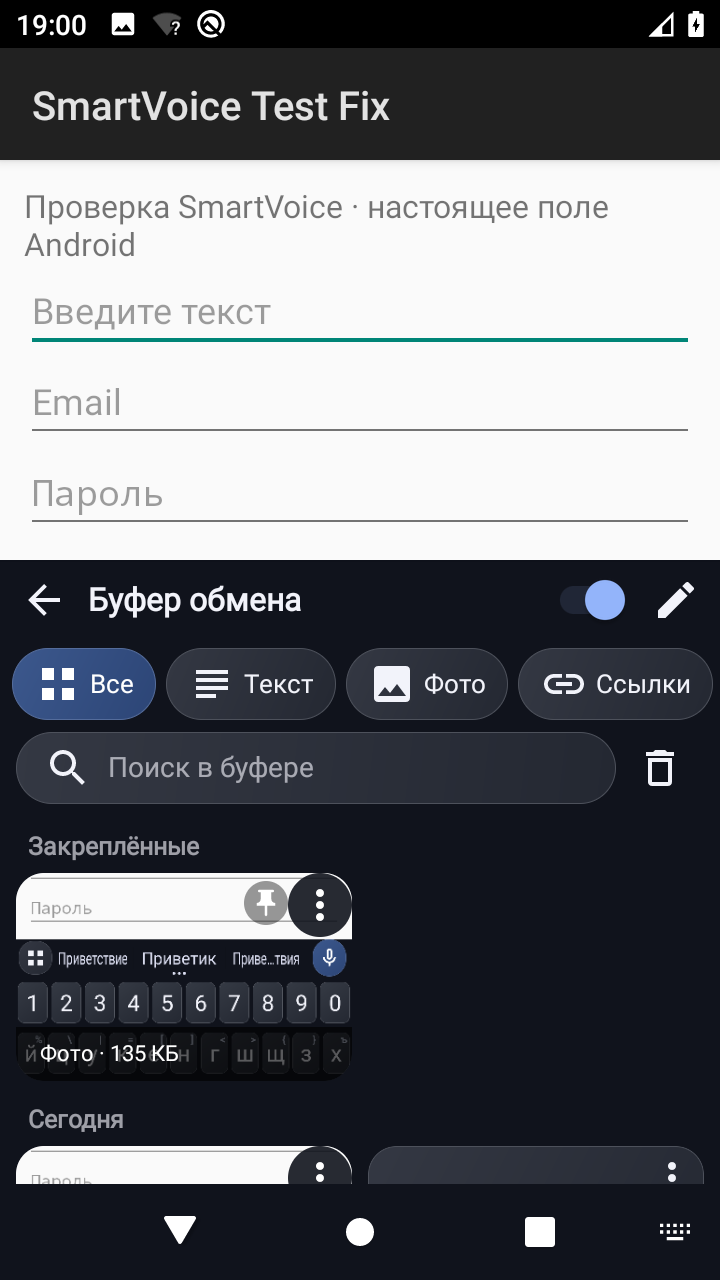 19:00
SmartVoice Test Fix
Проверка SmartVoice · настоящее поле
Android
Введите текст
Email
Пароль
Буфер обмена
Все
Текст
Фото
Ссылки
Поиск в буфере
Закреплённые
Пароль
Приветствие Приветик Приве...твия
1 2 3 4 5 6 7 8 9 0
Фото · 135 КБ
Г Ш Щ З Х
Сегодня
Пароль